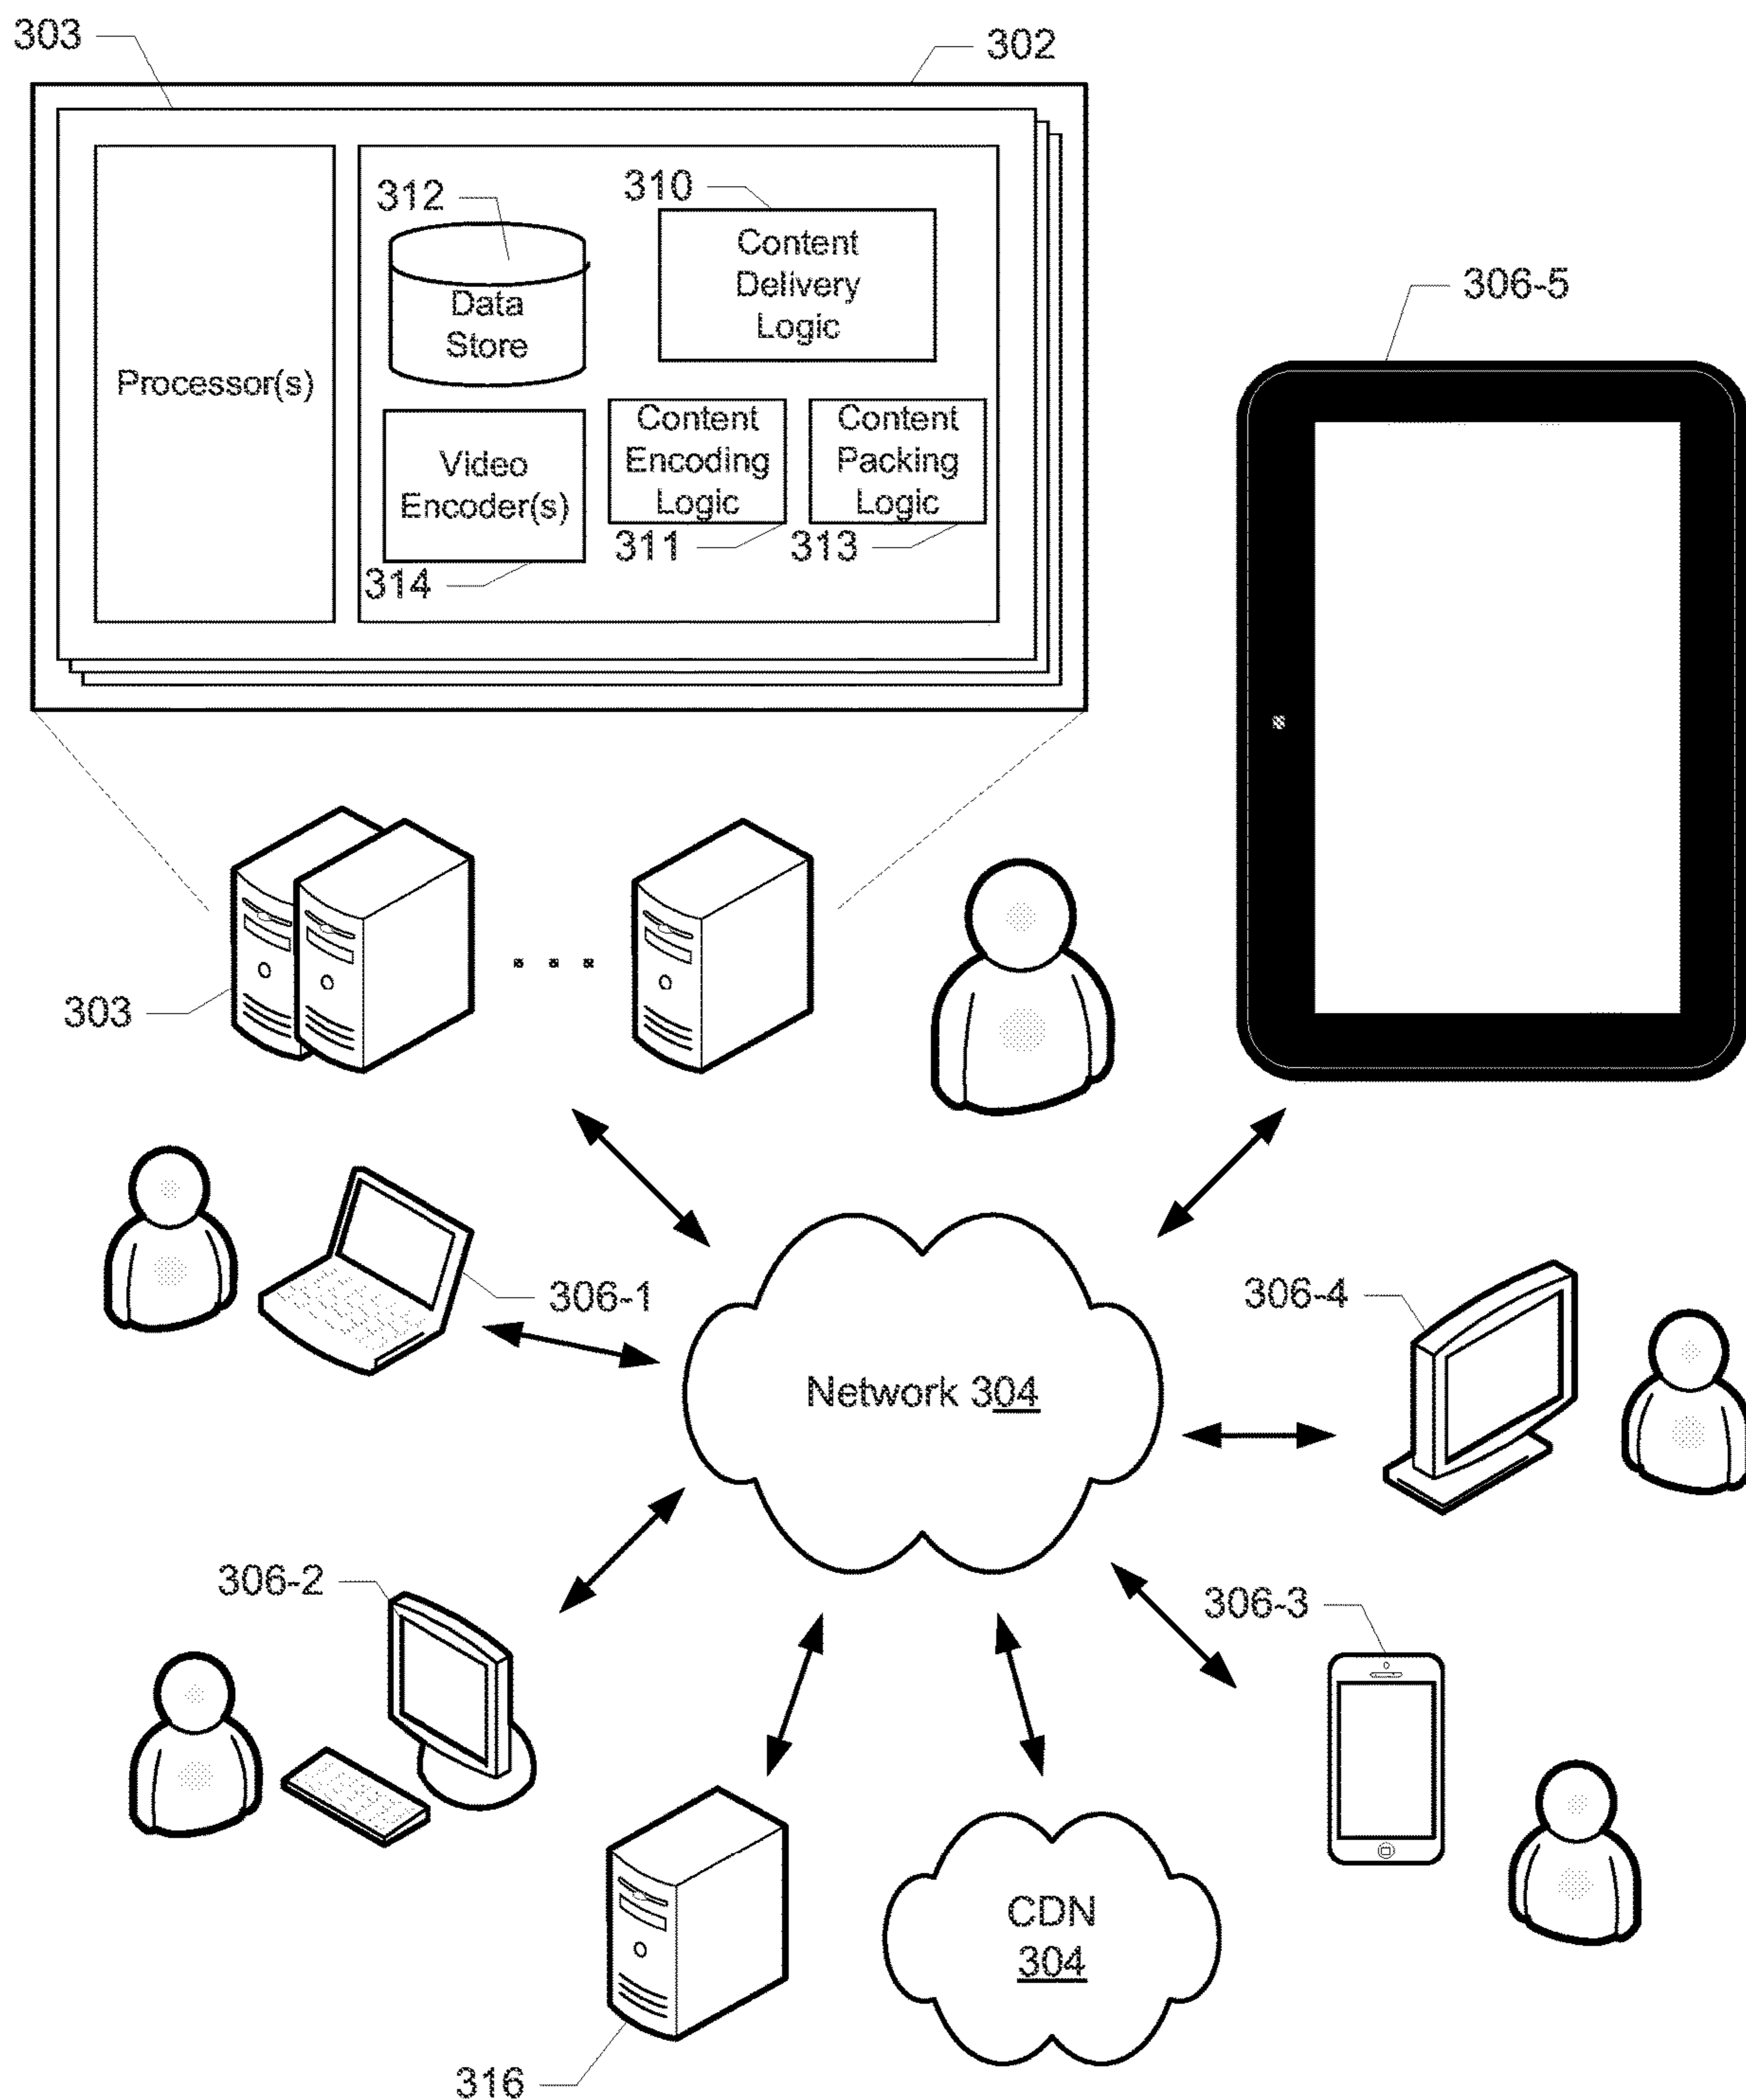 303
302
312
310
Data
Store
Content
Delivery
Logic
Processor(s)
Video
Encoder(s)
Content
Encoding
Logic
Content
Packing
Logic
311
313
314
306-5
303
306-1
306-4
Network 304
306-2
306-3
CDN
304
316